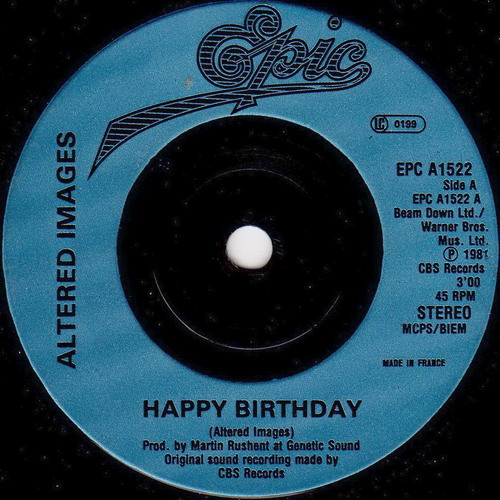 Epic
LC 0199
ALTERED IMAGES
EPC A1522
Side A
EPC A1522 A
Beam Down Ltd./
Warner Bros.
Mus. Ltd.
Ⓟ 1981
CBS Records
3'00
45 RPM
STEREO
MCPS/BIEM
MADE IN FRANCE
HAPPY BIRTHDAY
(Altered Images)
Prod. by Martin Rushent at Genetic Sound
Original sound recording made by
CBS Records